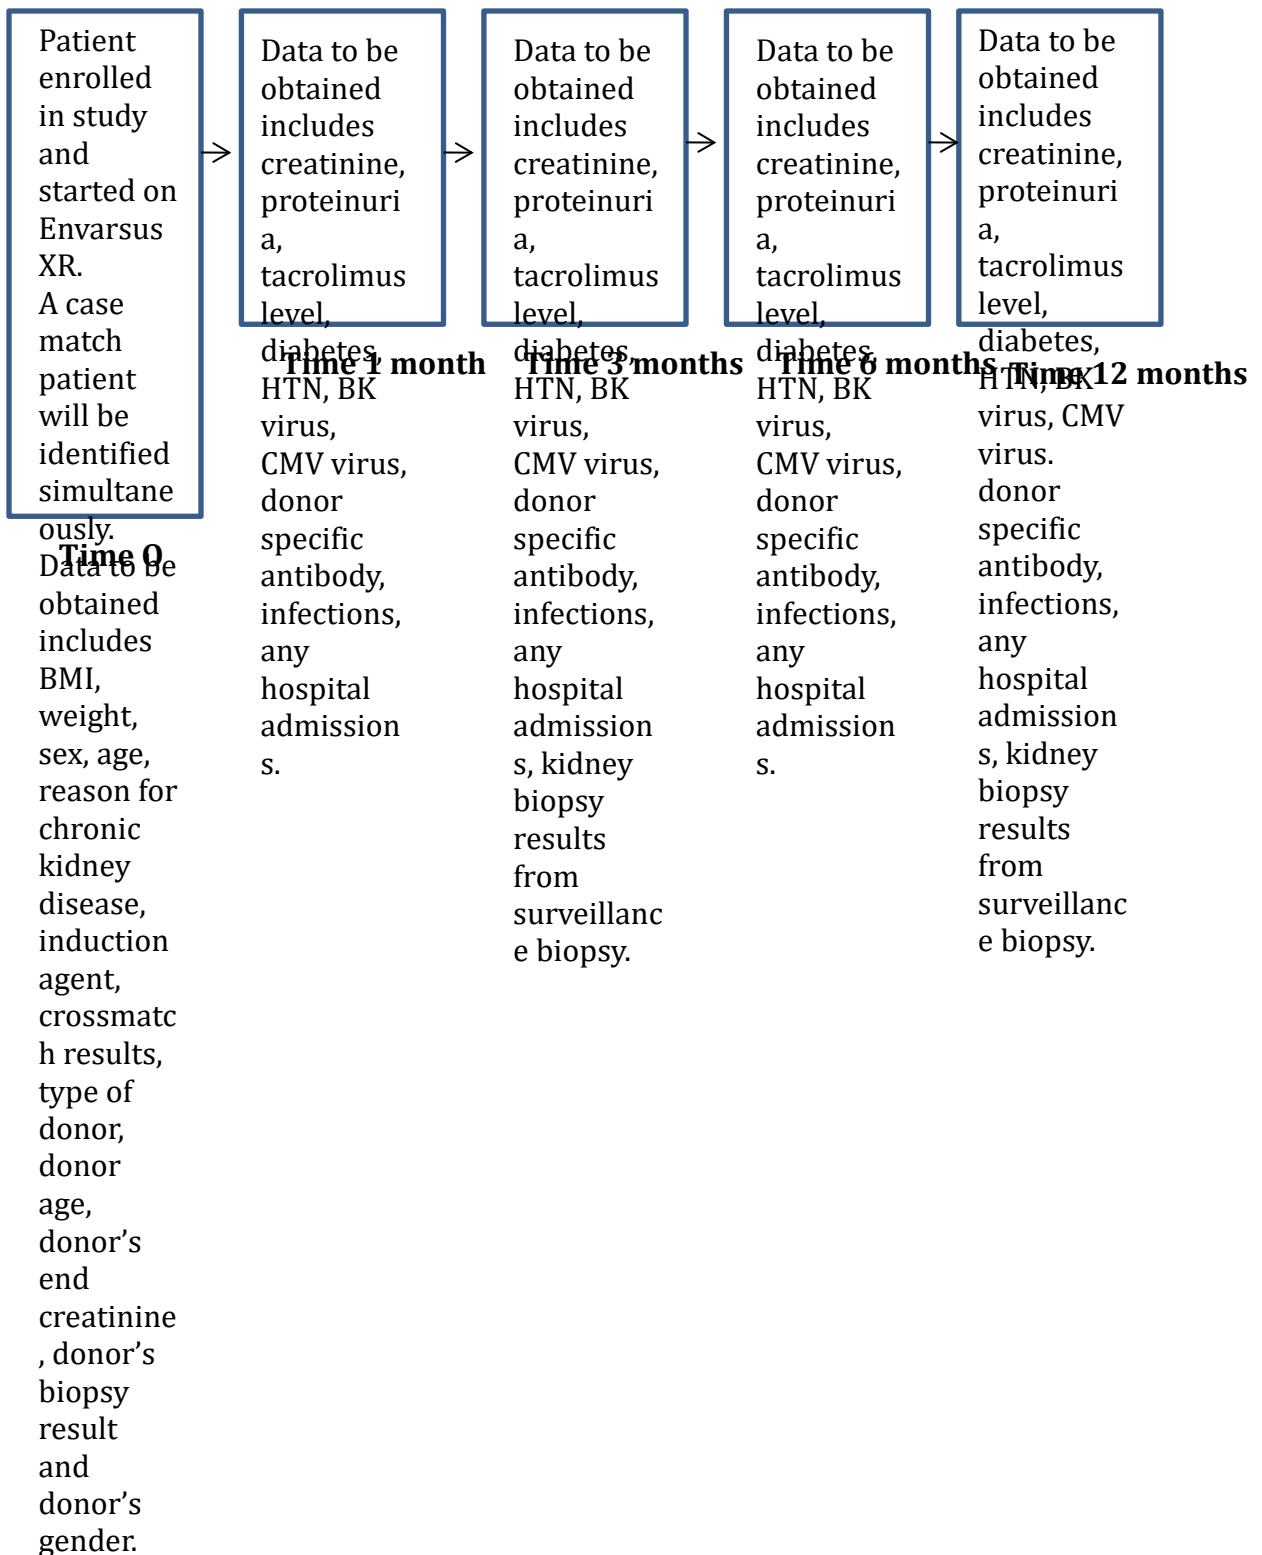 Patient
enrolled
in study
and
started on
Envarsus
XR.
A case
match
patient
will be
identified
simultane
ously.
Data to be
obtained
includes
BMI,
weight,
sex, age,
reason for
chronic
kidney
disease,
induction
agent,
crossmatc
h results,
type of
donor,
donor
age,
donor’s
end
creatinine
, donor’s
biopsy
result
and
donor’s
gender.
Time 0
Data to be
obtained
includes
creatinine,
proteinuri
a,
tacrolimus
level,
diabetes,
HTN, BK
virus,
CMV virus,
donor
specific
antibody,
infections,
any
hospital
admission
s.
Time 1 month
Data to be
obtained
includes
creatinine,
proteinuri
a,
tacrolimus
level,
diabetes,
HTN, BK
virus,
CMV virus,
donor
specific
antibody,
infections,
any
hospital
admission
s, kidney
biopsy
results
from
surveillanc
e biopsy.
Time 3 months
Data to be
obtained
includes
creatinine,
proteinuri
a,
tacrolimus
level,
diabetes,
HTN, BK
virus,
CMV virus,
donor
specific
antibody,
infections,
any
hospital
admission
s.
Time 6 months
Data to be
obtained
includes
creatinine,
proteinuri
a,
tacrolimus
level,
diabetes,
HTN, BK
virus, CMV
virus.
donor
specific
antibody,
infections,
any
hospital
admission
s, kidney
biopsy
results
from
surveillanc
e biopsy.
Time 12 months